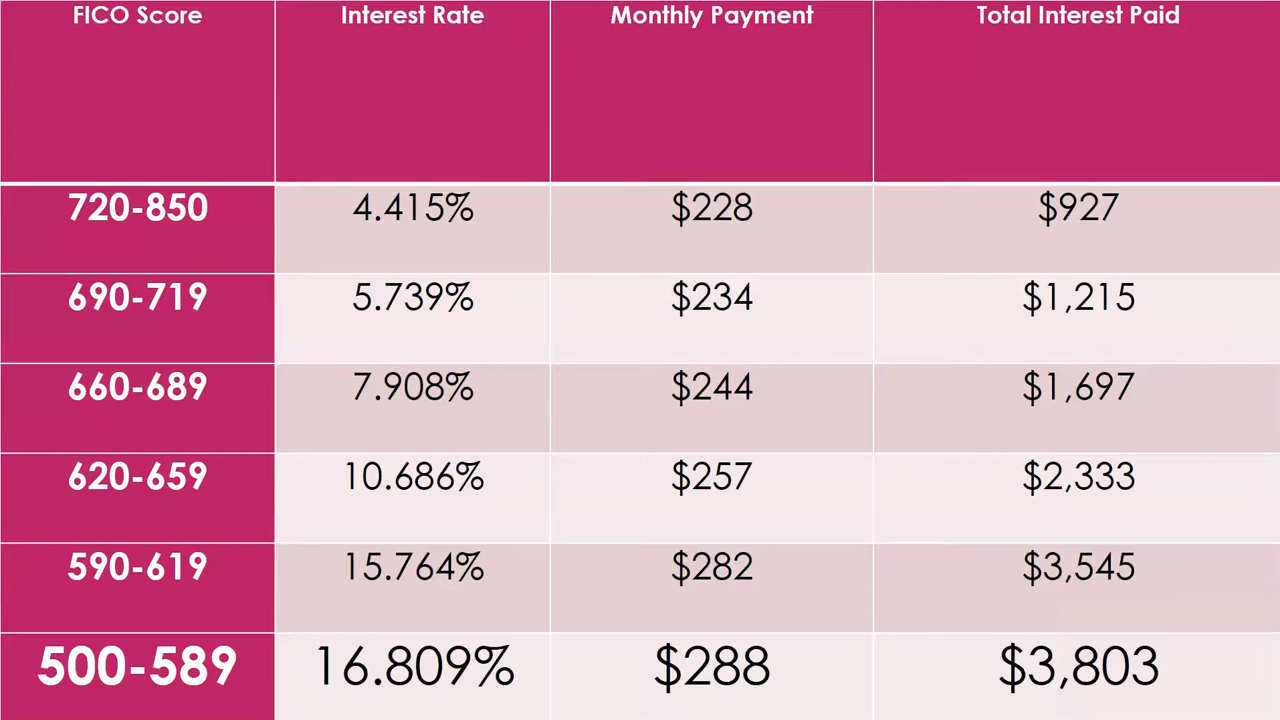 FICO Score Interest Rate Monthly Payment Total Interest Paid
720-850 4.415% $228 $927
690-719 5.739% $234 $1,215
660-689 7.908% $244 $1,697
620-659 10.686% $257 $2,333
590-619 15.764% $282 $3,545
500-589 16.809% $288 $3,803